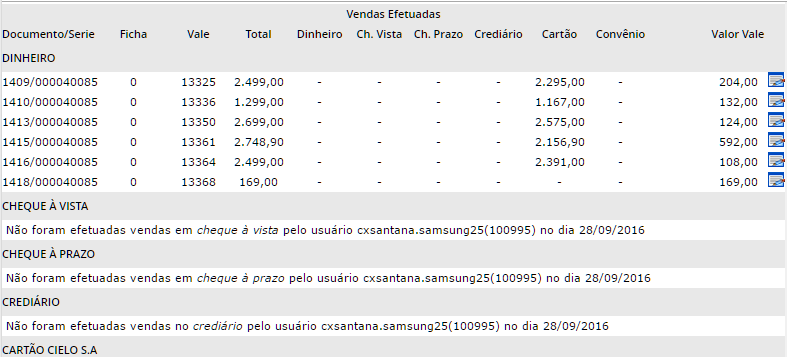 Vendas Efetuadas
Documento/Serie Ficha Vale Total Dinheiro Ch. Vista Ch. Prazo Crediário Cartão Convênio Valor Vale
DINHEIRO
1409/000040085 0 13325 2.499,00 - - - - 2.295,00 - 204,00
1410/000040085 0 13336 1.299,00 - - - - 1.167,00 - 132,00
1413/000040085 0 13350 2.699,00 - - - - 2.575,00 - 124,00
1415/000040085 0 13361 2.748,90 - - - - 2.156,90 - 592,00
1416/000040085 0 13364 2.499,00 - - - - 2.391,00 - 108,00
1418/000040085 0 13368 169,00 - - - - - - 169,00
CHEQUE À VISTA
Não foram efetuadas vendas em cheque à vista pelo usuário cxsantana.samsung25(100995) no dia 28/09/2016
CHEQUE À PRAZO
Não foram efetuadas vendas em cheque à prazo pelo usuário cxsantana.samsung25(100995) no dia 28/09/2016
CREDIÁRIO
Não foram efetuadas vendas no crediário pelo usuário cxsantana.samsung25(100995) no dia 28/09/2016
CARTÃO CIELO S.A